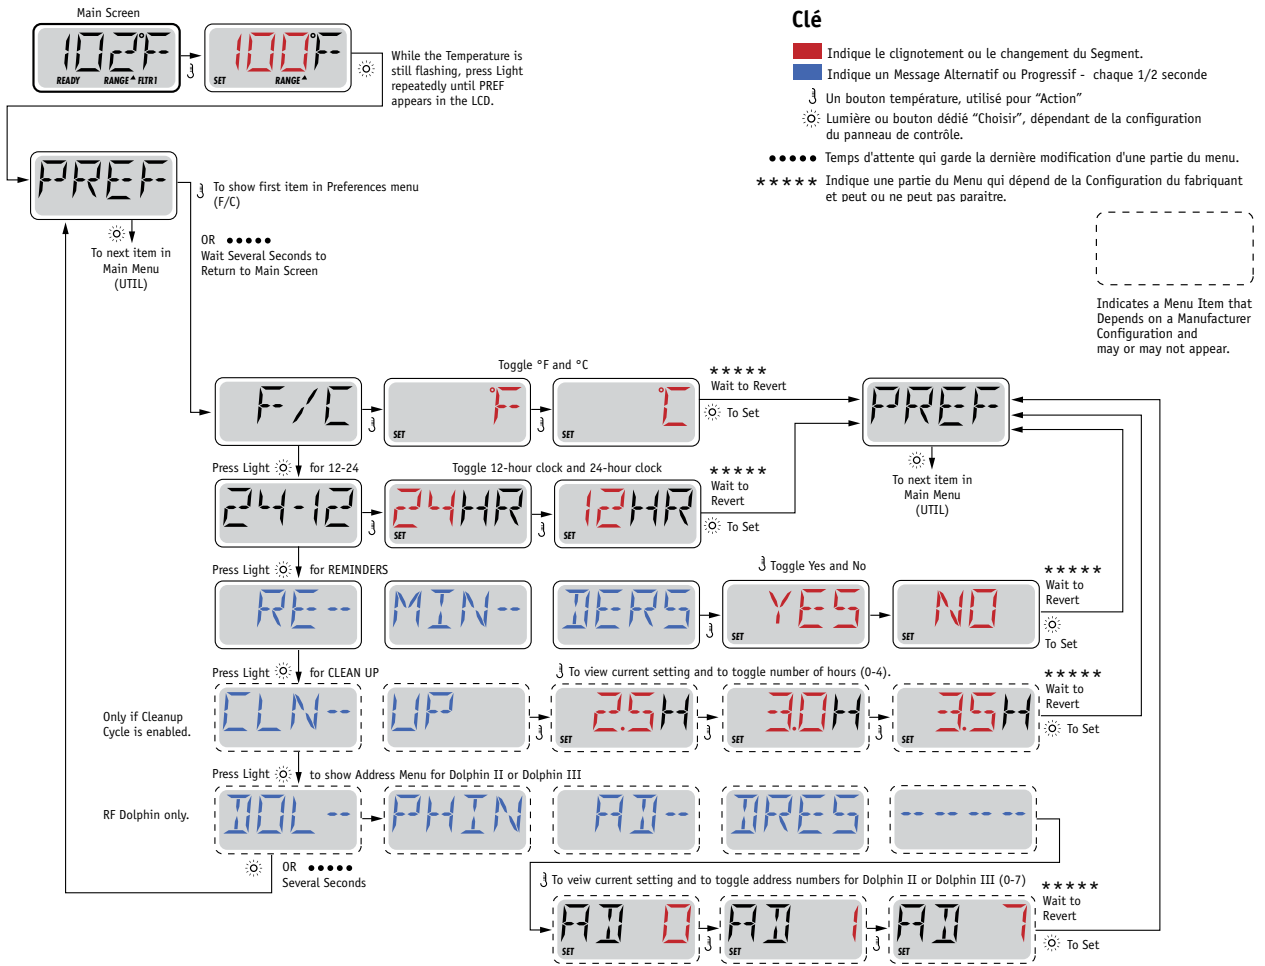 Main Screen
102°F
READY RANGE FLTR1
100°F
SET RANGE
While the Temperature is
still flashing, press Light
repeatedly until PREF
appears in the LCD.
Clé
Indique le clignotement ou le changement du Segment.
Indique un Message Alternatif ou Progressif - chaque 1/2 seconde
Un bouton température, utilisé pour “Action”
Lumière ou bouton dédié “Choisir”, dépendant de la configuration
du panneau de contrôle.
Temps d'attente qui garde la dernière modification d'une partie du menu.
***** Indique une partie du Menu qui dépend de la Configuration du fabriquant
et peut ou ne peut pas paraitre.
Indicates a Menu Item that
Depends on a Manufacturer
Configuration and
may or may not appear.
PREF
To show first item in Preferences menu
(F/C)
To next item in
Main Menu
(UTIL)
OR •••••
Wait Several Seconds to
Return to Main Screen
Toggle °F and °C
F/C
°F
SET
°C
SET
*****
Wait to Revert
To Set
PREF
To next item in
Main Menu
(UTIL)
Press Light for 12-24
Toggle 12-hour clock and 24-hour clock
24-12
24HR
SET
12HR
SET
*****
Wait to
Revert
To Set
Press Light for REMINDERS
Toggle Yes and No
RE-
MIN-
DERS
YES
SET
NO
SET
*****
Wait to
Revert
To Set
Press Light for CLEAN UP
To view current setting and to toggle number of hours (0-4).
Only if Cleanup
Cycle is enabled.
CLN-
UP
2.5H
SET
3.0H
SET
3.5H
SET
*****
Wait to
Revert
To Set
Press Light to show Address Menu for Dolphin II or Dolphin III
RF Dolphin only.
DOL-
PHIN
AD-
DRES
-----
OR •••••
Several Seconds
To veiw current setting and to toggle address numbers for Dolphin II or Dolphin III (0-7)
AD 0
SET
AD 1
SET
AD 7
SET
*****
Wait to
Revert
To Set